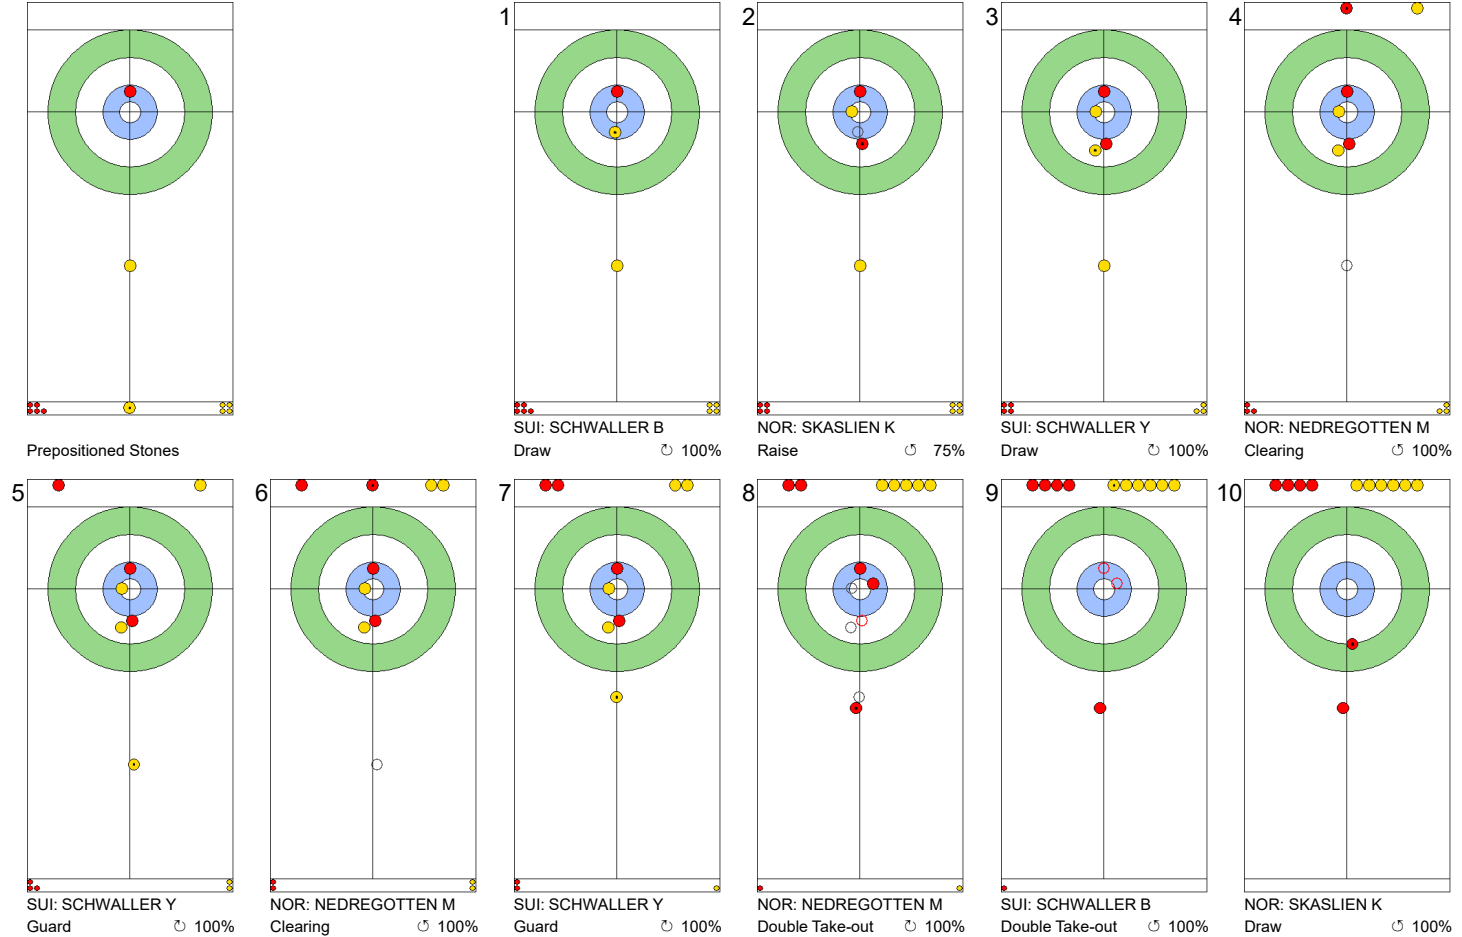 1
2
3
4
Prepositioned Stones
SUI: SCHWALLER B
Draw ↻ 100%
NOR: SKASLIEN K
Raise ↺ 75%
SUI: SCHWALLER Y
Draw ↻ 100%
NOR: NEDREGOTTEN M
Clearing ↺ 100%
5
6
7
8
9
10
SUI: SCHWALLER Y
Guard ↻ 100%
NOR: NEDREGOTTEN M
Clearing ↺ 100%
SUI: SCHWALLER Y
Guard ↻ 100%
NOR: NEDREGOTTEN M
Double Take-out ↺ 100%
SUI: SCHWALLER B
Double Take-out ↺ 100%
NOR: SKASLIEN K
Draw ↺ 100%